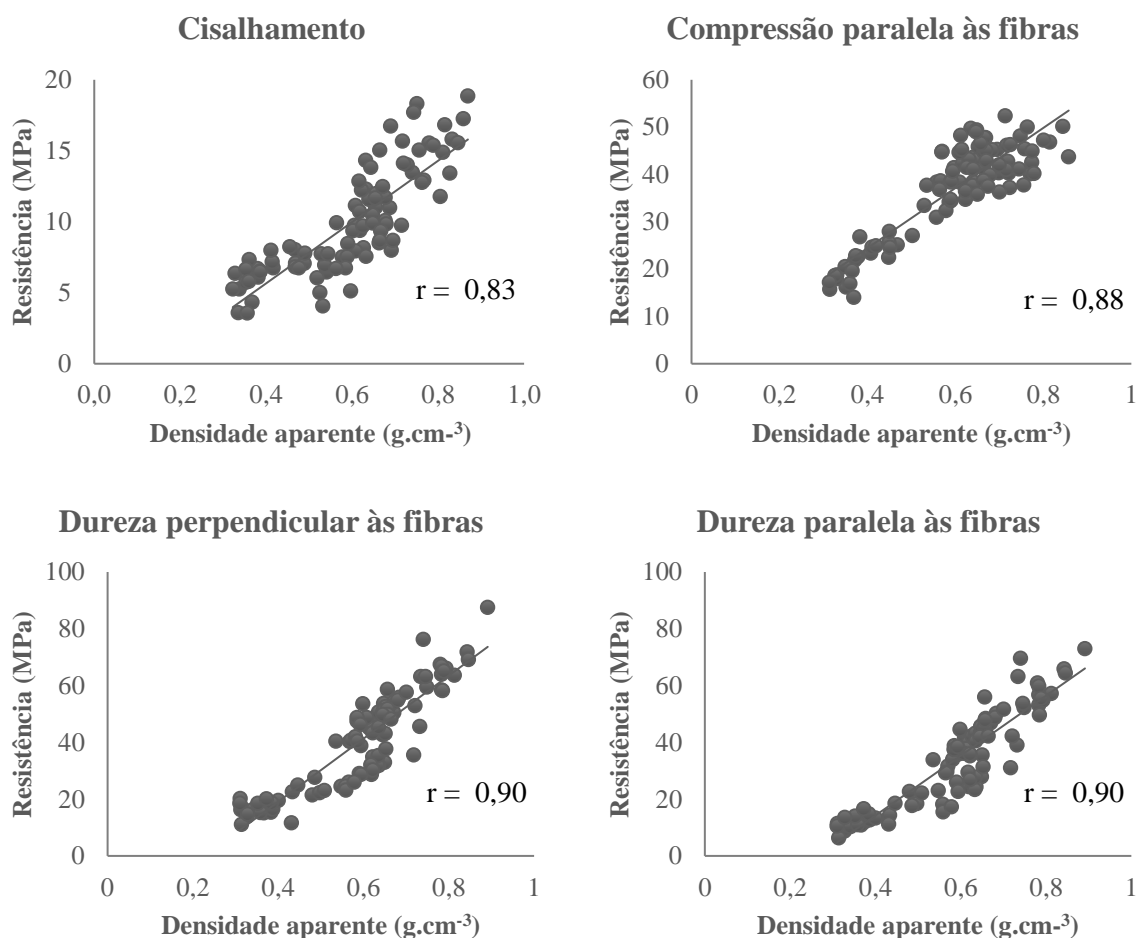 Cisalhamento
Resistência (MPa)
20
15
10
5
0
r = 0,83
0,0 0,2 0,4 0,6 0,8 1,0
Densidade aparente (g.cm-³)
Compressão paralela às fibras
Resistência (MPa)
60
50
40
30
20
10
0
r = 0,88
0 0,2 0,4 0,6 0,8 1
Densidade aparente (g.cm⁻³)
Dureza perpendicular às fibras
Resistência (MPa)
100
80
60
40
20
0
r = 0,90
0 0,2 0,4 0,6 0,8 1
Densidade aparente (g.cm⁻³)
Dureza paralela às fibras
Resistência (MPa)
100
80
60
40
20
0
r = 0,90
0 0,2 0,4 0,6 0,8 1
Densidade aparente (g.cm-³)